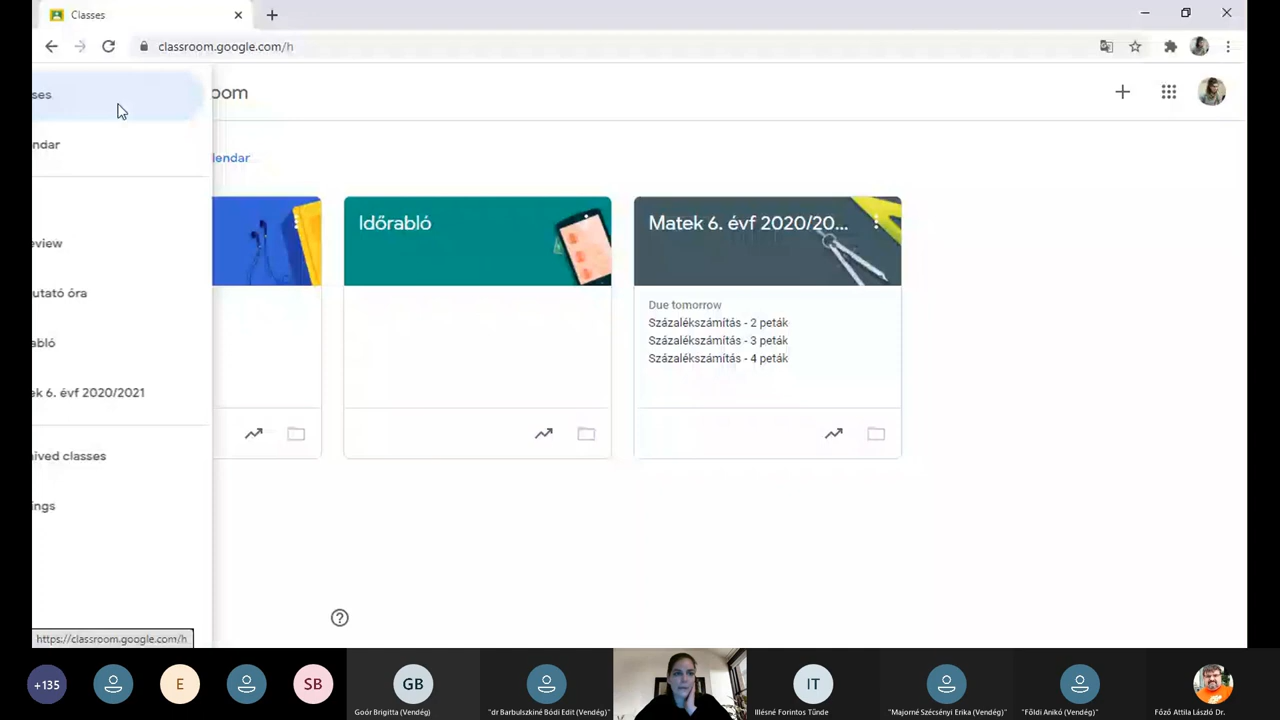 Classes
classroom.google.com/h
ses
oom
ndar
lendar
eview
utató óra
abló
ek 6. évf 2020/2021
ived classes
ings
Időrabló
Matek 6. évf 2020/20...
Due tomorrow
Százalékszámítás - 2 peták
Százalékszámítás - 3 peták
Százalékszámítás - 4 peták
https://classroom.google.com/h
+135
E
SB
GB
IT
Goór Brigitta (Vendég)
"dr Barbulszkiné Bódi Edit (Vendég)"
Illésné Forintos Tünde
"Majorné Szécsényi Erika (Vendég)"
"Földi Anikó (Vendég)"
Főző Attila László Dr.